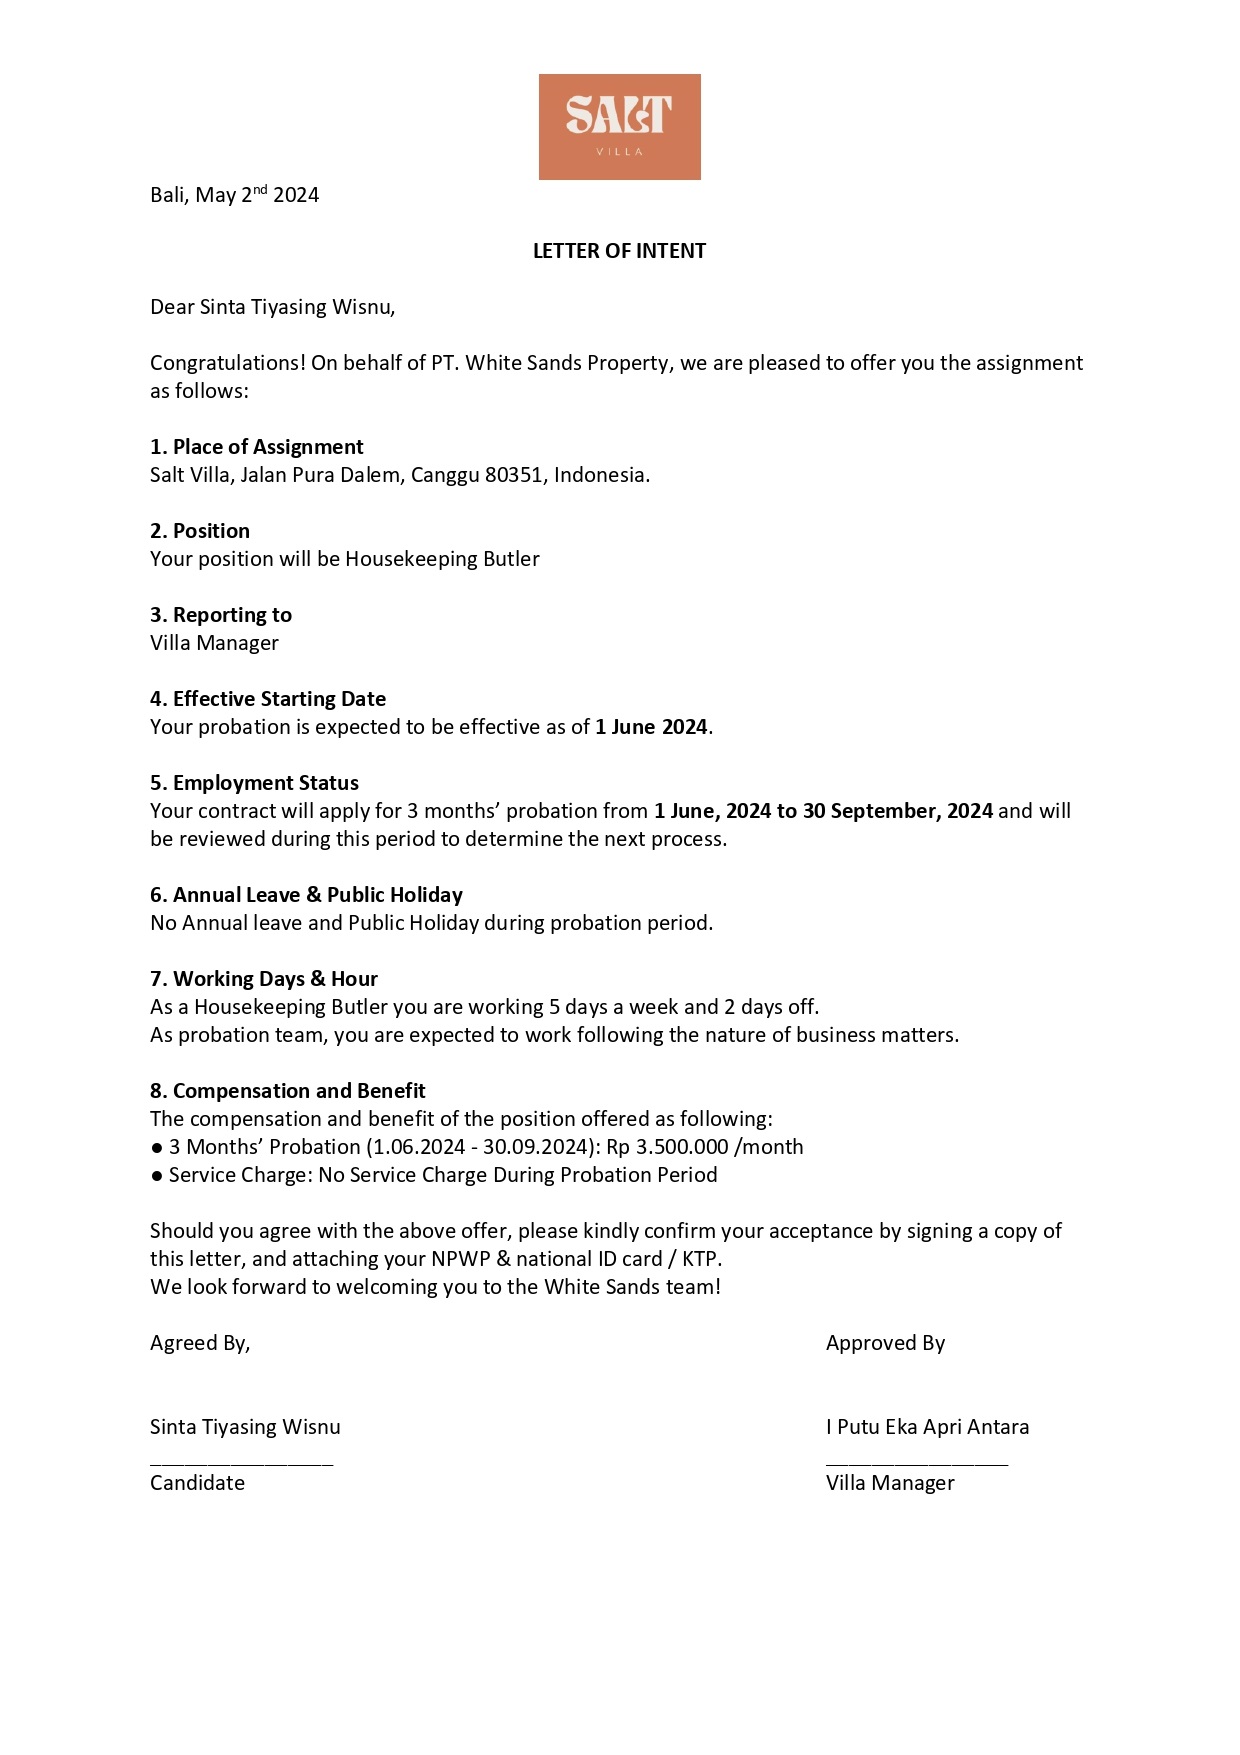 SALT
VILLA
Bali, May 2nd 2024
LETTER OF INTENT
Dear Sinta Tiyasing Wisnu,
Congratulations! On behalf of PT. White Sands Property, we are pleased to offer you the assignment
as follows:
1. Place of Assignment
Salt Villa, Jalan Pura Dalem, Canggu 80351, Indonesia.
2. Position
Your position will be Housekeeping Butler
3. Reporting to
Villa Manager
4. Effective Starting Date
Your probation is expected to be effective as of 1 June 2024.
5. Employment Status
Your contract will apply for 3 months’ probation from 1 June, 2024 to 30 September, 2024 and will
be reviewed during this period to determine the next process.
6. Annual Leave & Public Holiday
No Annual leave and Public Holiday during probation period.
7. Working Days & Hour
As a Housekeeping Butler you are working 5 days a week and 2 days off.
As probation team, you are expected to work following the nature of business matters.
8. Compensation and Benefit
The compensation and benefit of the position offered as following:
● 3 Months’ Probation (1.06.2024 - 30.09.2024): Rp 3.500.000 /month
● Service Charge: No Service Charge During Probation Period
Should you agree with the above offer, please kindly confirm your acceptance by signing a copy of
this letter, and attaching your NPWP & national ID card / KTP.
We look forward to welcoming you to the White Sands team!
Agreed By, Approved By
Sinta Tiyasing Wisnu I Putu Eka Apri Antara
________________ ________________
Candidate Villa Manager